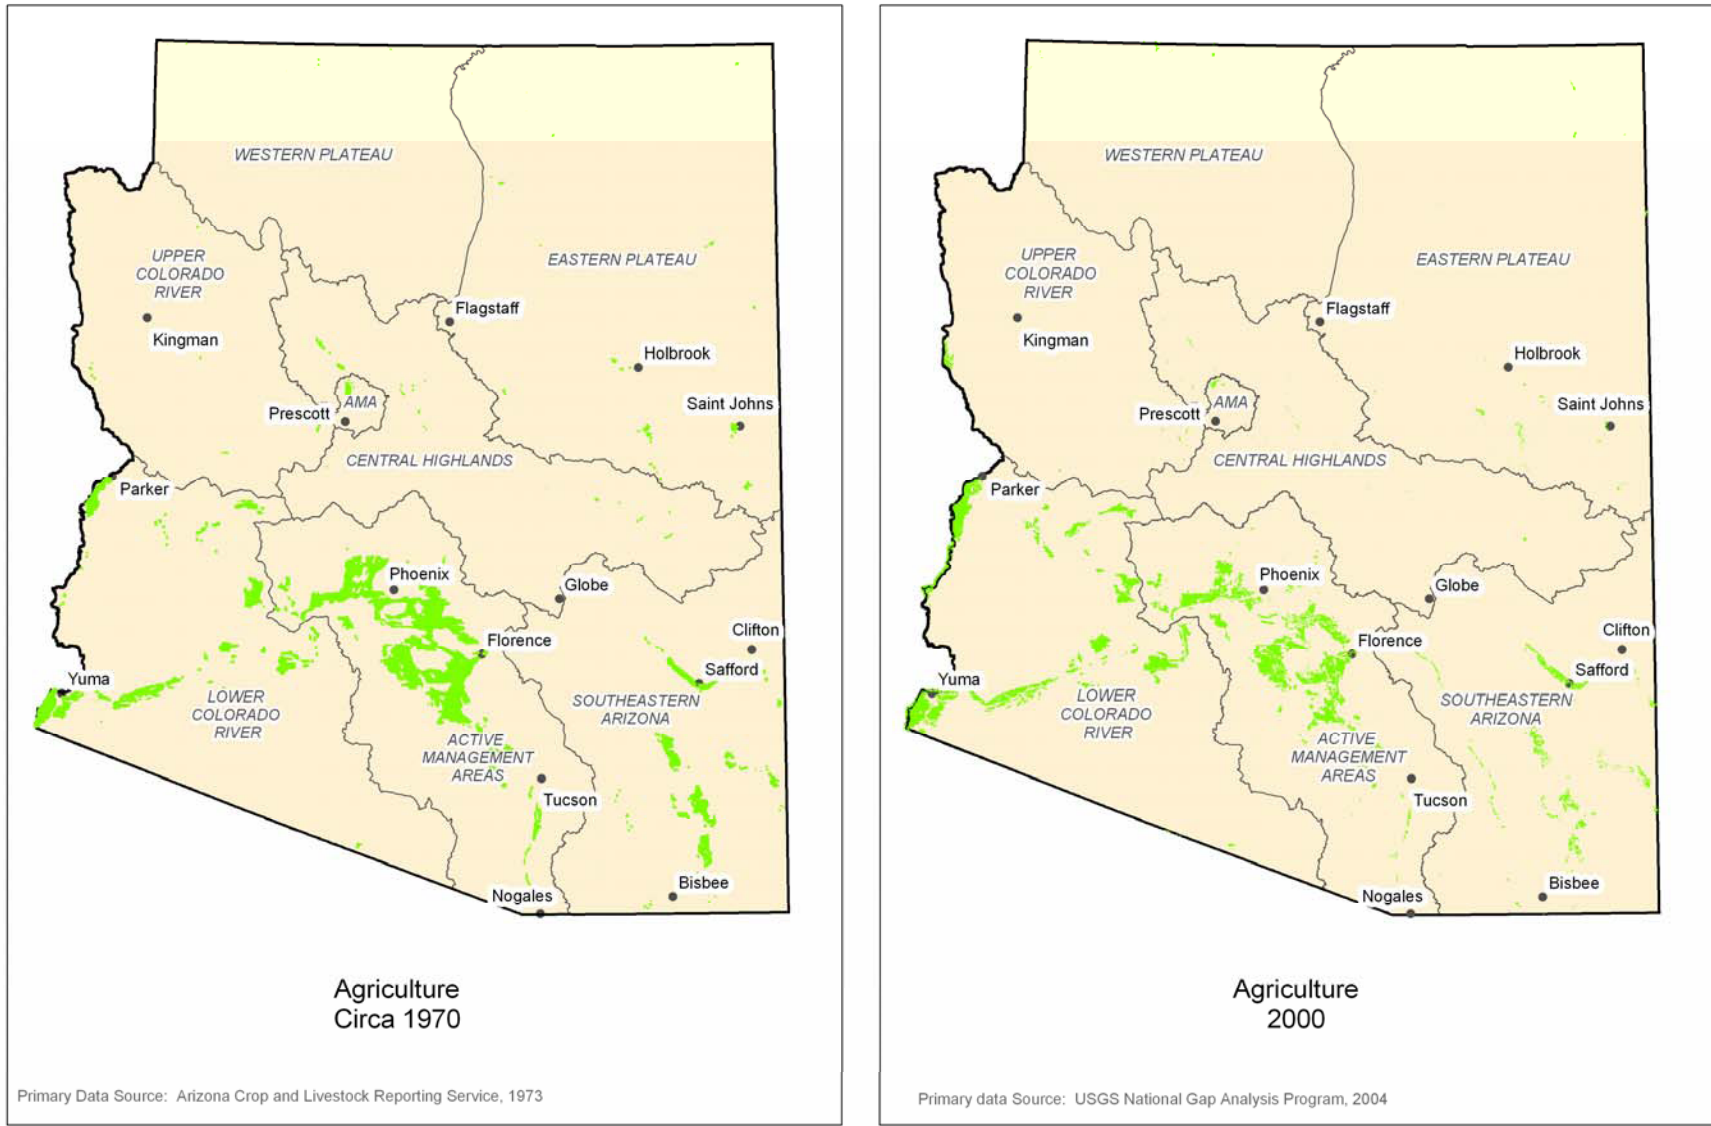 WESTERN PLATEAU
UPPER
COLORADO
RIVER
EASTERN PLATEAU
Flagstaff
Kingman
Holbrook
AMA
Prescott
Saint Johns
CENTRAL HIGHLANDS
Parker
Phoenix
Globe
Florence
Clifton
Safford
Yuma
LOWER
COLORADO
RIVER
SOUTHEASTERN
ARIZONA
ACTIVE
MANAGEMENT
AREAS
Tucson
Bisbee
Nogales
Agriculture
Circa 1970
Primary Data Source: Arizona Crop and Livestock Reporting Service, 1973
WESTERN PLATEAU
UPPER
COLORADO
RIVER
EASTERN PLATEAU
Flagstaff
Kingman
Holbrook
AMA
Prescott
Saint Johns
CENTRAL HIGHLANDS
Parker
Phoenix
Globe
Florence
Clifton
Safford
Yuma
LOWER
COLORADO
RIVER
SOUTHEASTERN
ARIZONA
ACTIVE
MANAGEMENT
AREAS
Tucson
Bisbee
Nogales
Agriculture
2000
Primary data Source: USGS National Gap Analysis Program, 2004